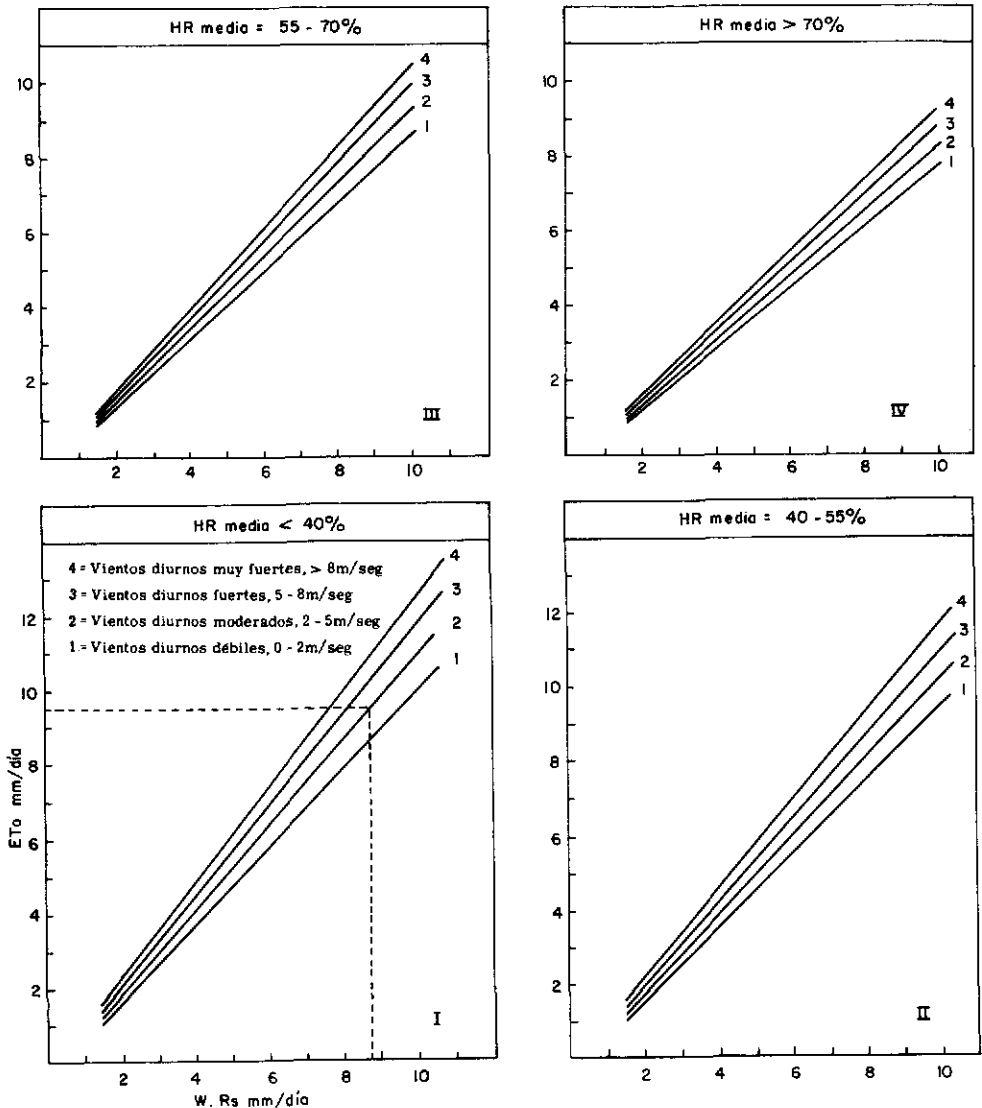 HR media = 55 - 70%
10
8
6
4
2
4
3
2
1
III
2 4 6 8 10
HR media > 70%
10
8
6
4
2
4
3
2
1
IV
2 4 6 8 10
HR media < 40%
4 = Vientos diurnos muy fuertes, > 8m/seg
3 = Vientos diurnos fuertes, 5 - 8m/seg
2 = Vientos diurnos moderados, 2 - 5m/seg
1 = Vientos diurnos débiles, 0 - 2m/seg
12
10
8
6
4
2
ETo mm/día
4
3
2
1
I
2 4 6 8 10
W. Rs mm/día
HR media = 40 - 55%
12
10
8
6
4
2
4
3
2
1
II
2 4 6 8 10